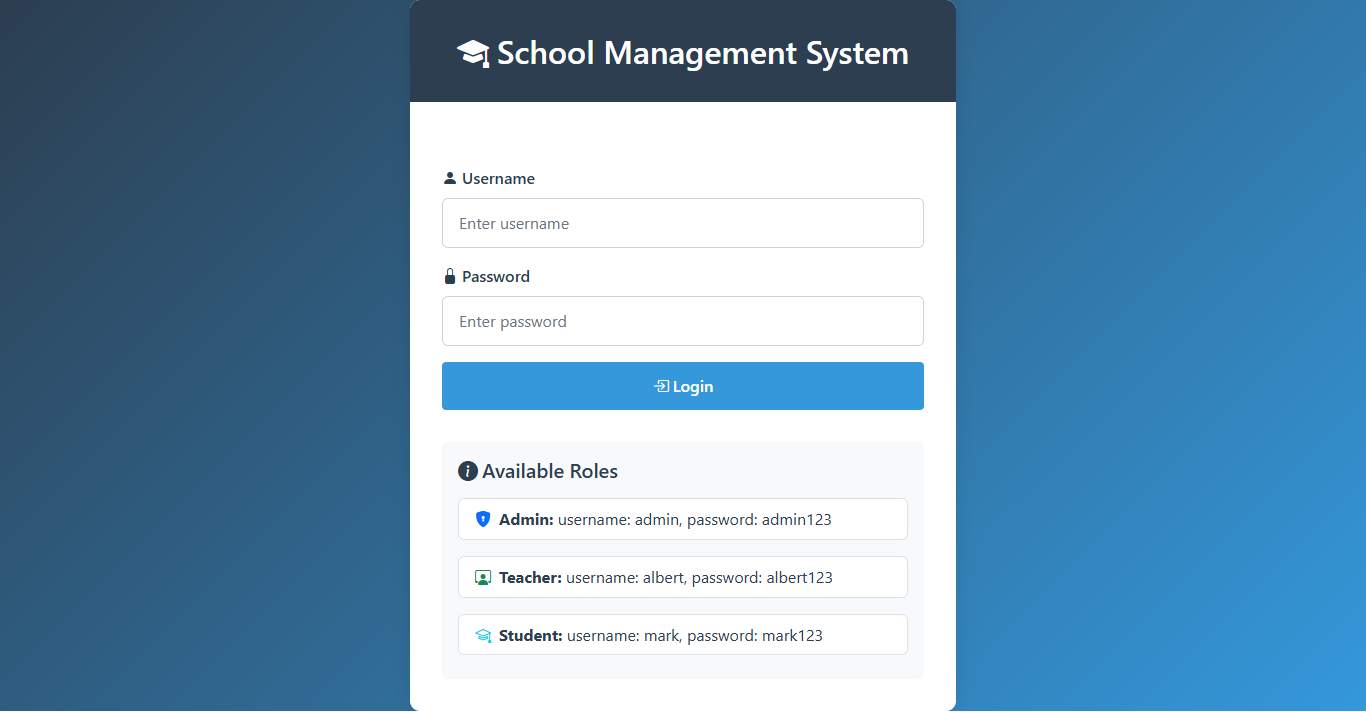 School Management System
Username
Enter username
Password
Enter password
Login
Available Roles
Admin: username: admin, password: admin123
Teacher: username: albert, password: albert123
Student: username: mark, password: mark123